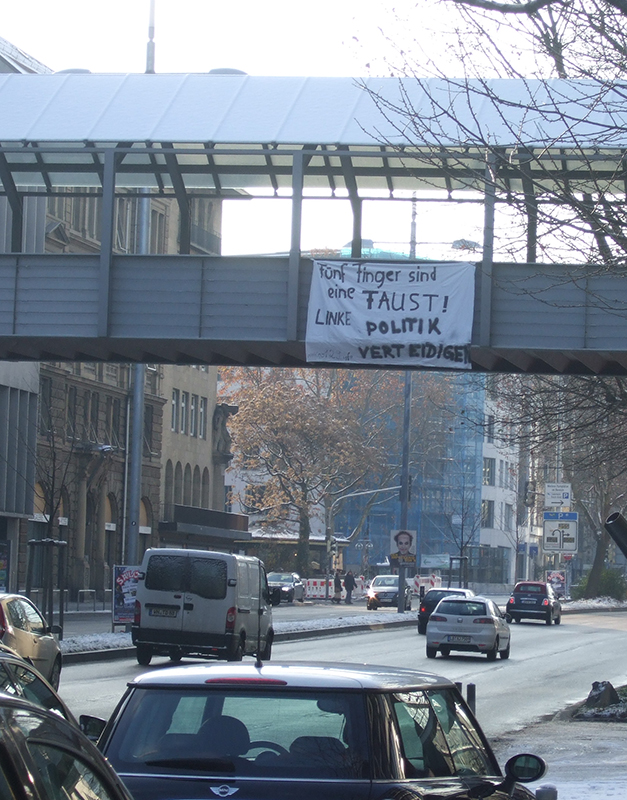 Fünf Finger sind
eine FAUST!
LINKE POLITIK
VERTEIDIGEN